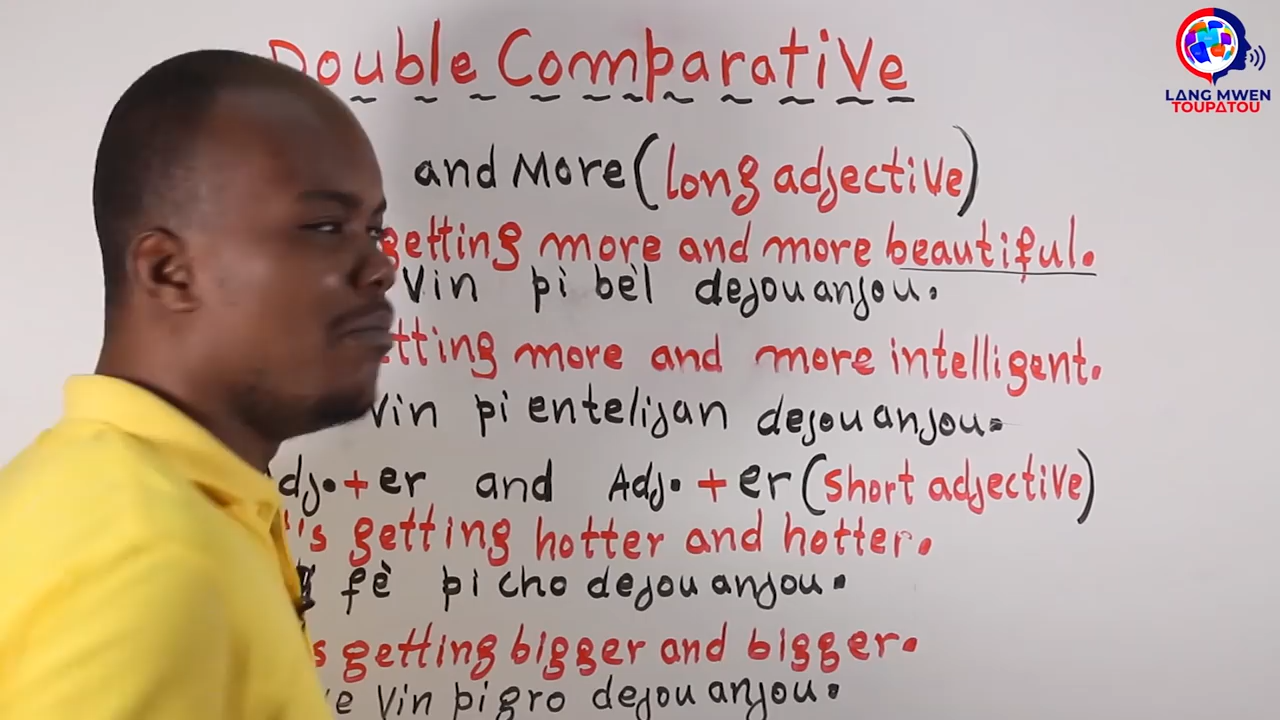 Double Comparative
LANG MWEN
TOUPATOU
and More (long adjective)
getting more and more beautiful.
Vin pi bèl dejou anjou.
more and more intelligent.
Vin pi entelijan dejou anjou.
+ er and Adj. + er (short adjective)
's getting hotter and hotter.
fè pi cho dejou anjou.
s getting bigger and bigger.
Vin pi gro dejou anjou.